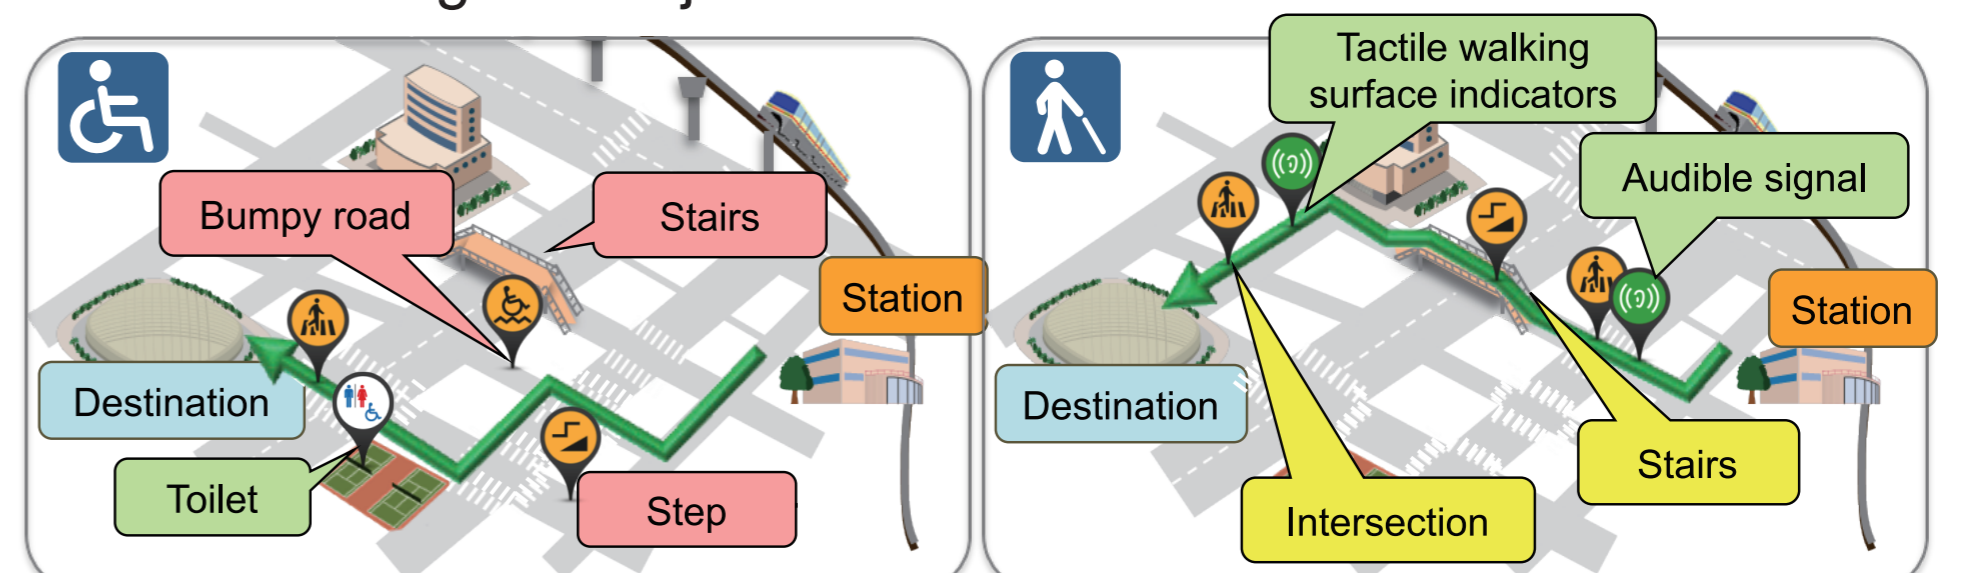 Bumpy road
Stairs
Station
Destination
Toilet
Step
Tactile walking
surface indicators
Audible signal
Station
Destination
Stairs
Intersection